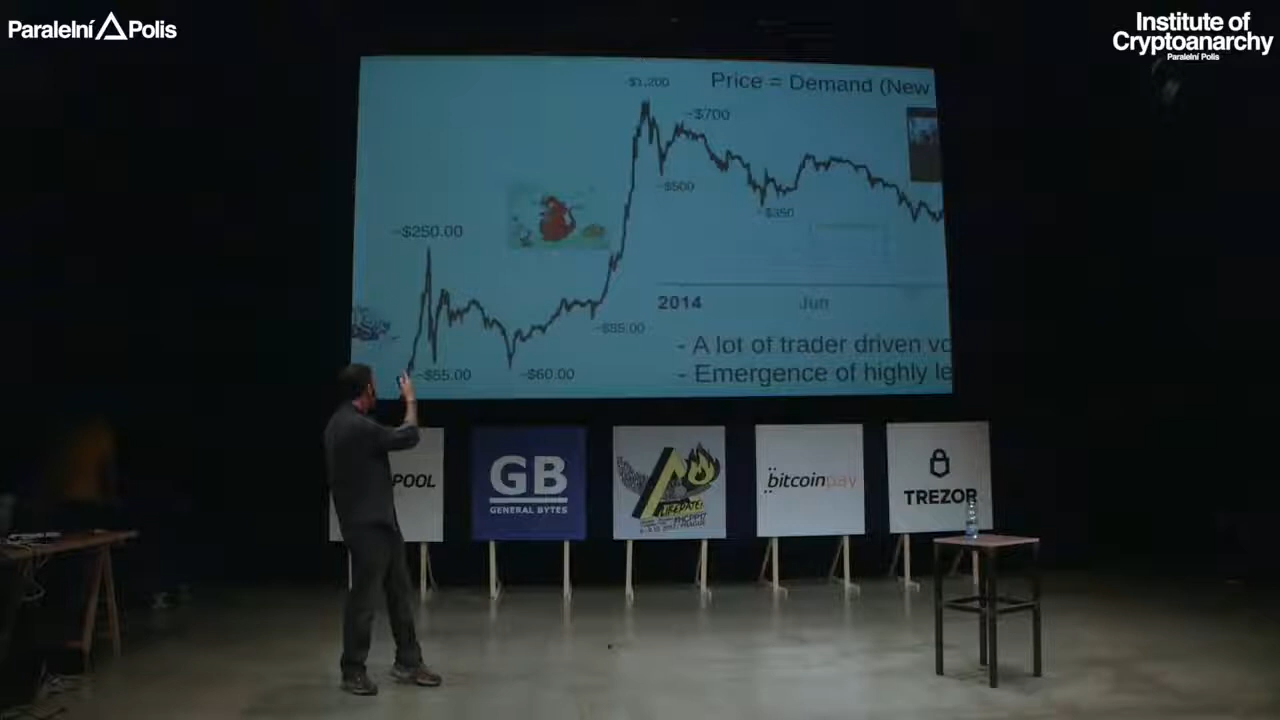 Paralelní Polis
Institute of
Cryptoanarchy
Paralelní Polis
~$1,200
Price = Demand (New
~$700
~$500
~$350
~$250.00
~$55.00
~$60.00
2014
Jun
- A lot of trader driven vo
- Emergence of highly le
POOL
GB
GENERAL BYTES
bitcoinpay
TREZOR